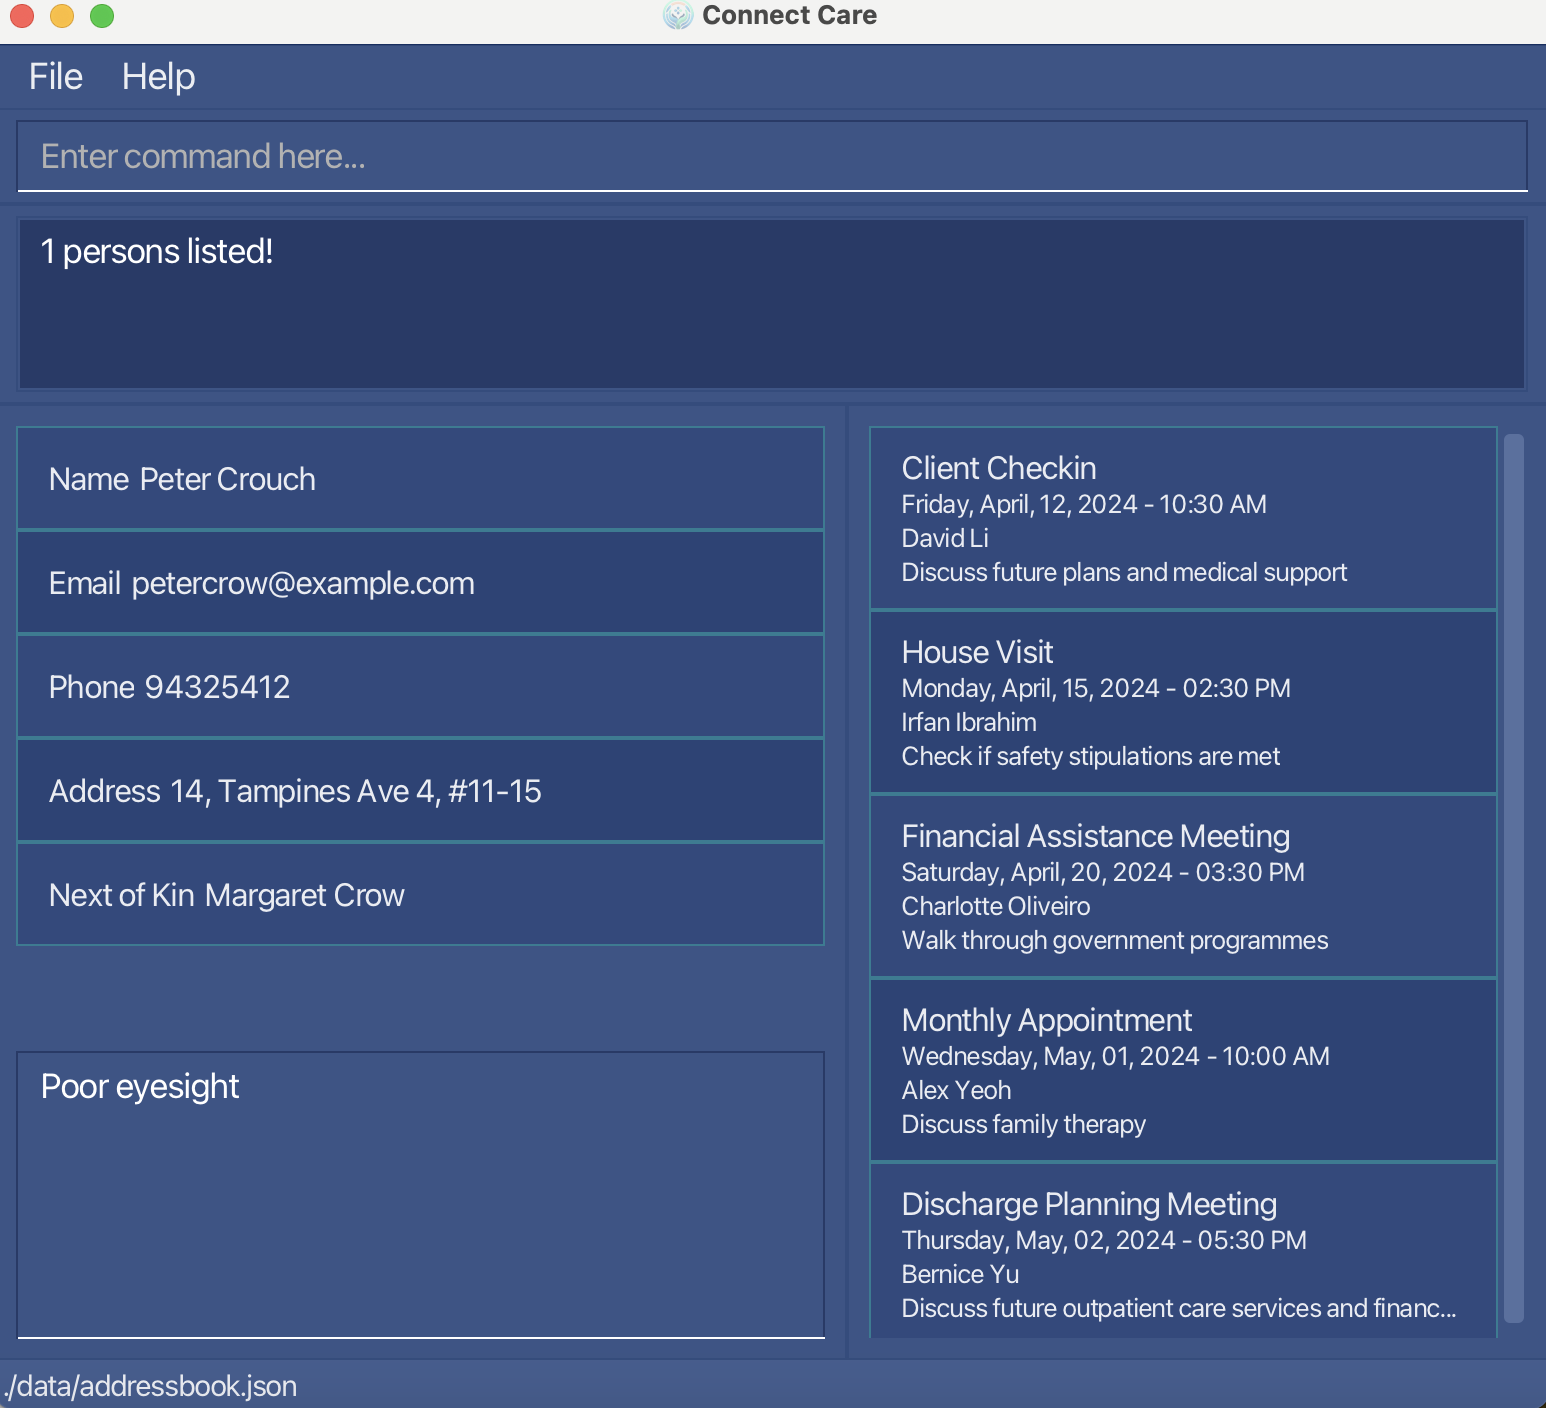 Connect Care
File Help
Enter command here...
1 persons listed!
Name Peter Crouch
Email petercrow@example.com
Phone 94325412
Address 14, Tampines Ave 4, #11-15
Next of Kin Margaret Crow
Poor eyesight
Client Checkin
Friday, April, 12, 2024 - 10:30 AM
David Li
Discuss future plans and medical support
House Visit
Monday, April, 15, 2024 - 02:30 PM
Irfan Ibrahim
Check if safety stipulations are met
Financial Assistance Meeting
Saturday, April, 20, 2024 - 03:30 PM
Charlotte Oliveiro
Walk through government programmes
Monthly Appointment
Wednesday, May, 01, 2024 - 10:00 AM
Alex Yeoh
Discuss family therapy
Discharge Planning Meeting
Thursday, May, 02, 2024 - 05:30 PM
Bernice Yu
Discuss future outpatient care services and financ...
./data/addressbook.json